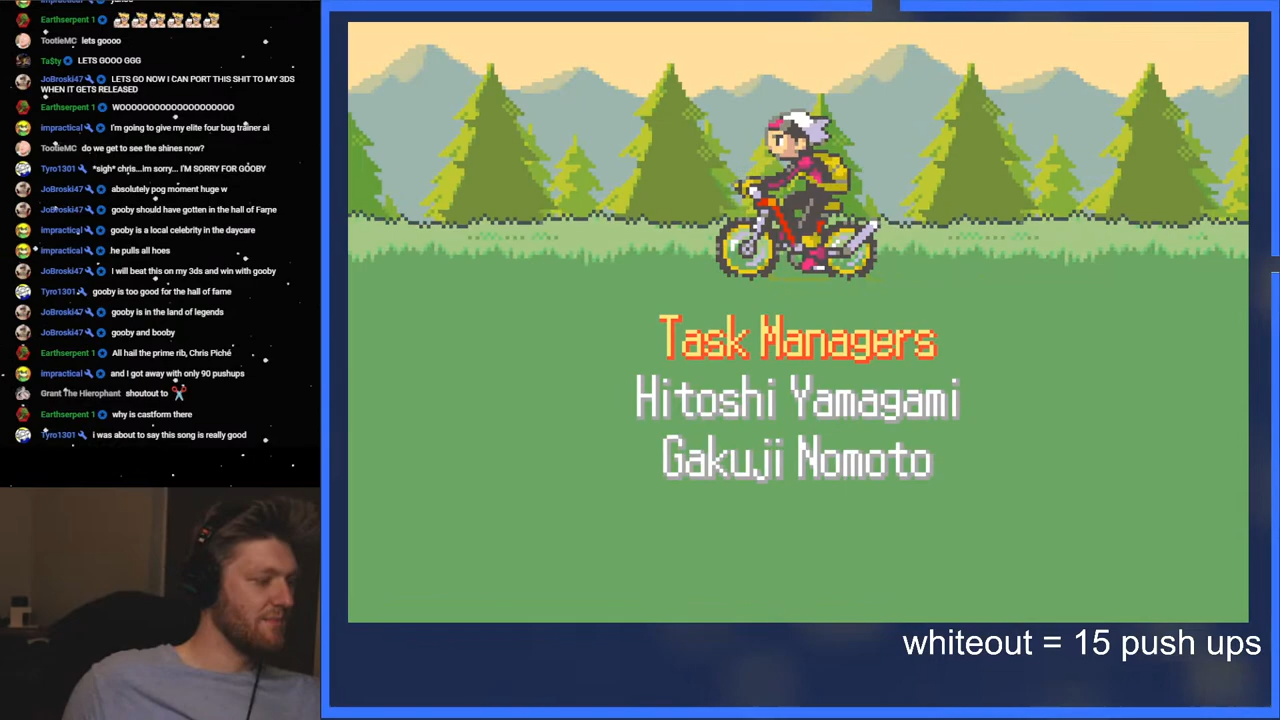 impractical
Earthserpent 1
TootieMC lets goooo
Ta$ty LETS GOOO GGG
JoBroski47 LETS GO NOW I CAN PORT THIS SHIT TO MY 3DS
WHEN IT GETS RELEASED
Earthserpent 1 WOOOOOOOOOOOOOOOOOOOO
impractical I'm going to give my elite four bug trainer ai
TootieMC do we get to see the shines now?
Tyro1301 *sigh* chris...im sorry... I'M SORRY FOR GOOBY
JoBroski47 absolutely pog moment huge w
JoBroski47 gooby should have gotten in the hall of Fame
impractical gooby is a local celebrity in the daycare
impractical he pulls all hoes
JoBroski47 I will beat this on my 3ds and win with gooby
Tyro1301 gooby is too good for the hall of fame
JoBroski47 gooby is in the land of legends
JoBroski47 gooby and booby
Earthserpent 1 All hail the prime rib, Chris Piché
impractical and I got away with only 90 pushups
Grant The Hierophant shoutout to
Earthserpent 1 why is castform there
Tyro1301 i was about to say this song is really good
Task Managers
Hitoshi Yamagami
Gakuji Nomoto
whiteout = 15 push ups